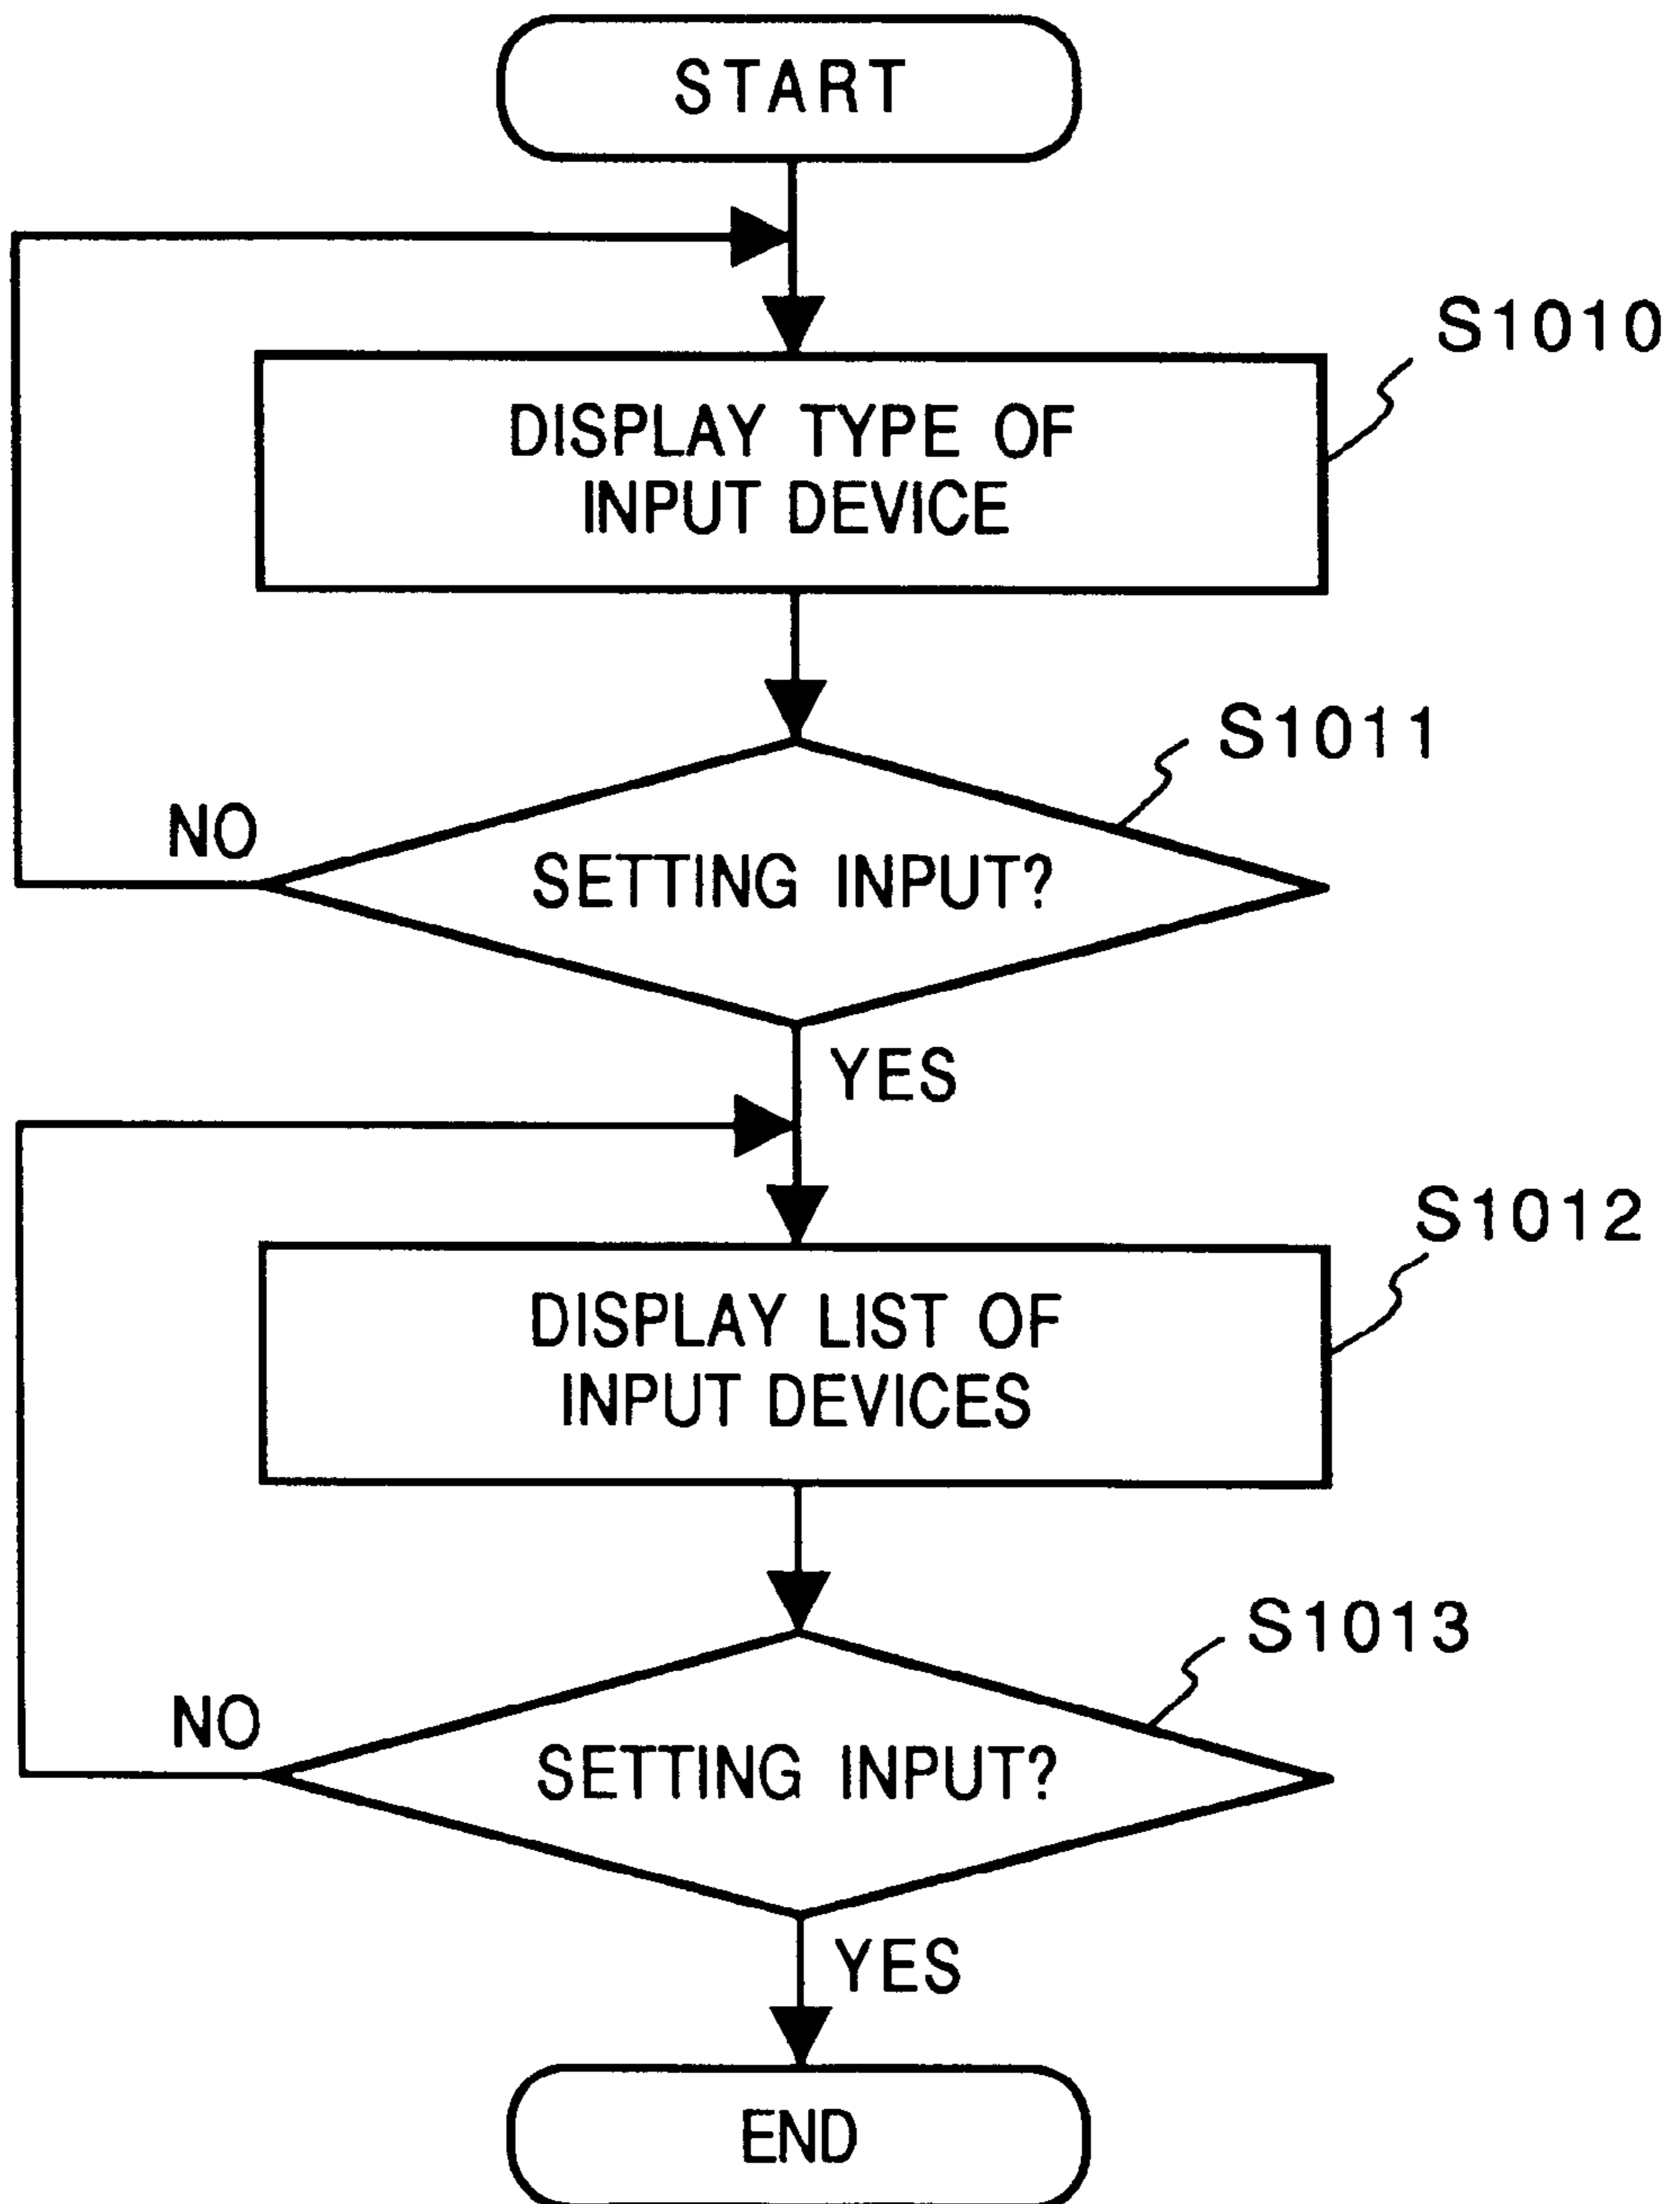 START
S1010
DISPLAY TYPE OF
INPUT DEVICE
S1011
NO
SETTING INPUT?
YES
S1012
DISPLAY LIST OF
INPUT DEVICES
S1013
NO
SETTING INPUT?
YES
END